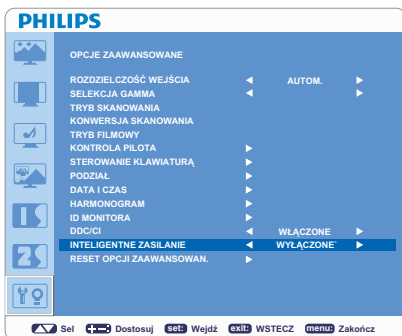 PHILIPS
OPCJE ZAAWANSOWANE
ROZDZIELCZOŚĆ WEJŚCIA AUTOM.
SELEKCJA GAMMA
TRYB SKANOWANIA
KONWERSJA SKANOWANIA
TRYB FILMOWY
KONTROLA PILOTA
STEROWANIE KLAWIATURĄ
PODZIAŁ
DATA I CZAS
HARMONOGRAM
ID MONITORA
DDC/CI WŁĄCZONE
INTELIGENTNE ZASILANIE WYŁĄCZONE`
RESET OPCJI ZAAWANSOWAN.
Sel Dostosuj set: Wejdź exit: WSTECZ menu: Zakończ